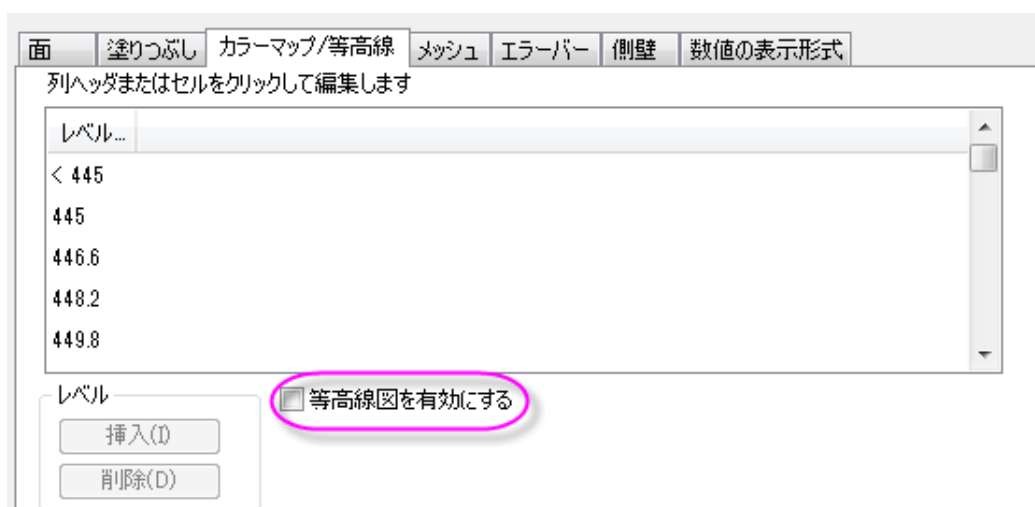 面 塗りつぶし カラーマップ/等高線 メッシュ エラーバー 側壁 数値の表示形式
列ヘッダまたはセルをクリックして編集します
レベル...
< 445
445
446.6
448.2
449.8
レベル
等高線図を有効にする
挿入(I)
削除(D)